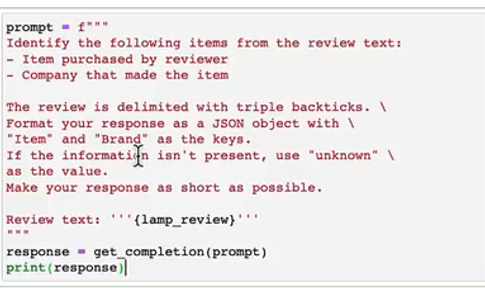 prompt = f"""
Identify the following items from the review text:
- Item purchased by reviewer
- Company that made the item
The review is delimited with triple backticks. \
Format your response as a JSON object with \
"Item" and "Brand" as the keys.
If the information isn't present, use "unknown" \
as the value.
Make your response as short as possible.
Review text: '''{lamp_review}'''
"""
response = get_completion(prompt)
print(response)